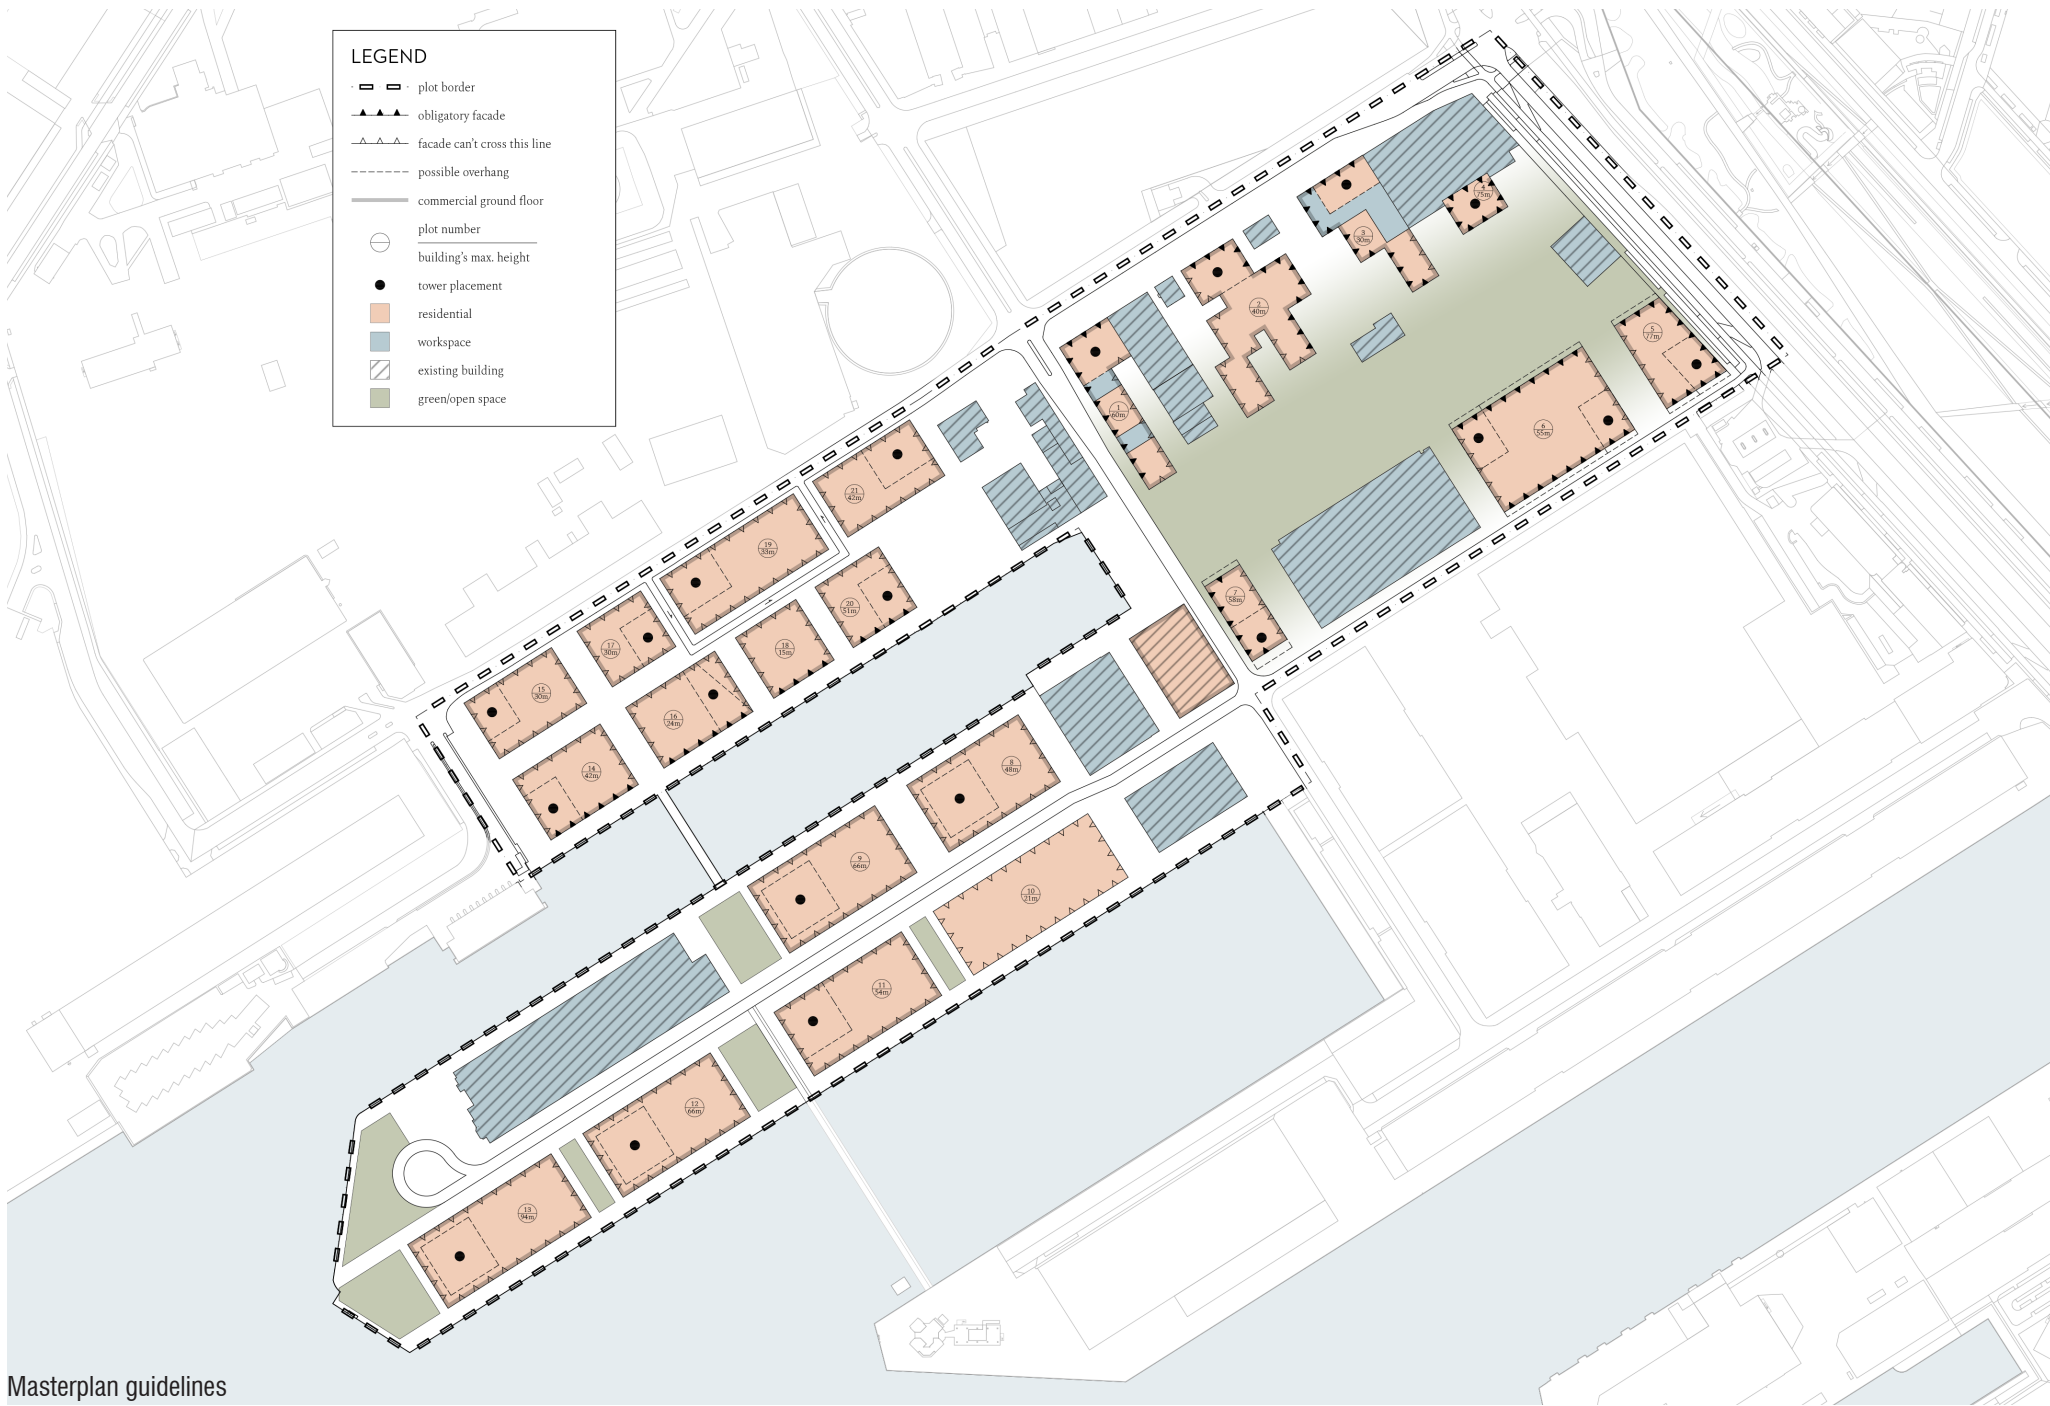 LEGEND
plot border
obligatory facade
facade can't cross this line
possible overhang
commercial ground floor
plot number
building's max. height
tower placement
residential
workspace
existing building
green/open space
4
75m
3
30m
2
40m
5
77m
1
60m
6
55m
21
42m
19
33m
7
58m
20
51m
17
30m
18
15m
15
30m
16
24m
14
42m
8
48m
9
66m
10
21m
11
54m
12
66m
13
94m
Masterplan guidelines